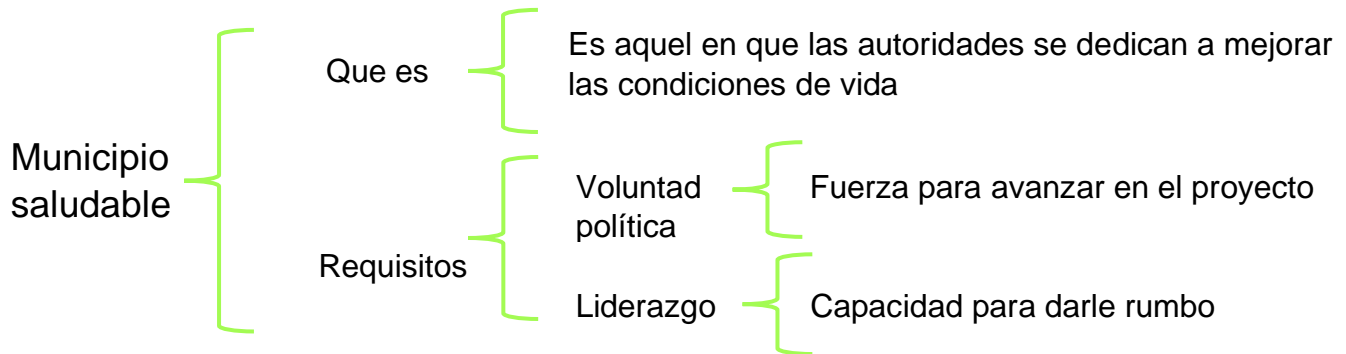 Municipio
saludable
Que es
Es aquel en que las autoridades se dedican a mejorar
las condiciones de vida
Requisitos
Voluntad
política
Fuerza para avanzar en el proyecto
Liderazgo
Capacidad para darle rumbo